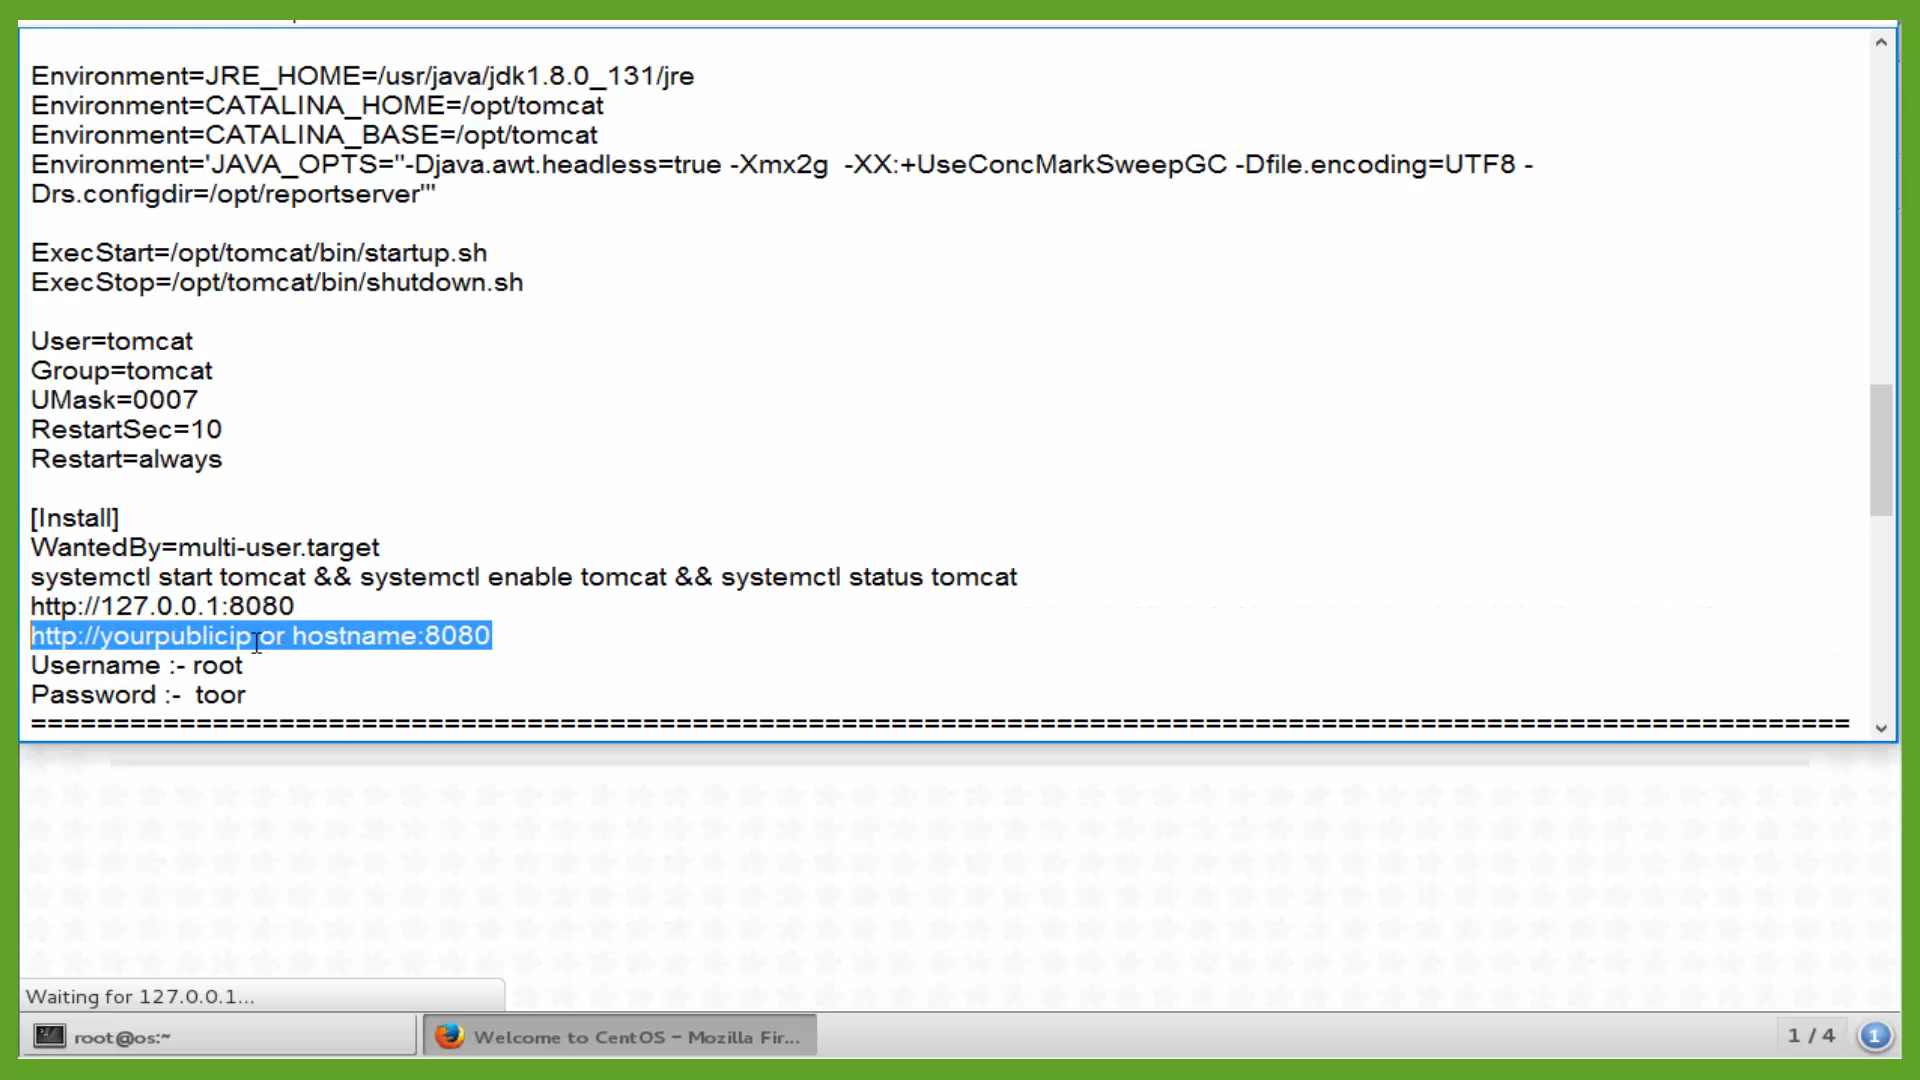 Environment=JRE_HOME=/usr/java/jdk1.8.0_131/jre
Environment=CATALINA_HOME=/opt/tomcat
Environment=CATALINA_BASE=/opt/tomcat
Environment='JAVA_OPTS="-Djava.awt.headless=true -Xmx2g  -XX:+UseConcMarkSweepGC -Dfile.encoding=UTF8 -
Drs.configdir=/opt/reportserver"'
ExecStart=/opt/tomcat/bin/startup.sh
ExecStop=/opt/tomcat/bin/shutdown.sh
User=tomcat
Group=tomcat
UMask=0007
RestartSec=10
Restart=always
[Install]
WantedBy=multi-user.target
systemctl start tomcat && systemctl enable tomcat && systemctl status tomcat
http://127.0.0.1:8080
http://yourpublicip or hostname:8080
Username :- root
Password :-  toor
==============================================================================================================
Waiting for 127.0.0.1...
root@os:~
Welcome to CentOS – Mozilla Fir...
1 / 4
1